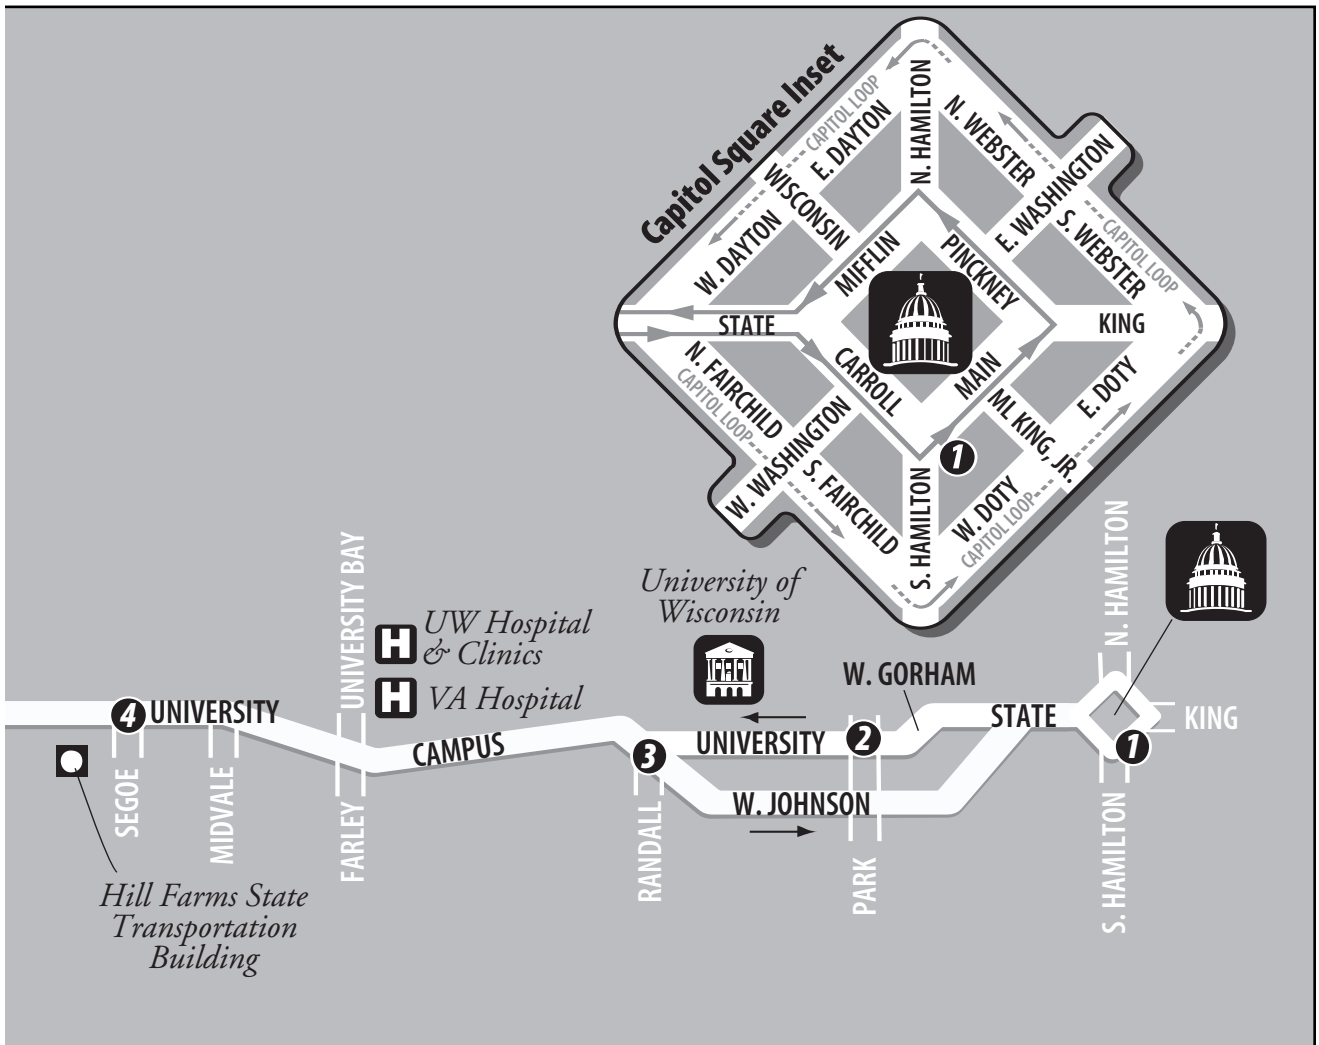 Capitol Square Inset
CAPITOL LOOP
E. DAYTON
N. HAMILTON
N. WEBSTER
E. WASHINGTON
WISCONSIN
W. DAYTON
MIFFLIN
PINCKNEY
S. WEBSTER
CAPITOL LOOP
STATE
KING
N. FAIRCHILD
CAPITOL LOOP
CARROLL
MAIN
ML KING, JR.
E. DOTY
W. WASHINGTON
S. FAIRCHILD
1
S. HAMILTON
W. DOTY
CAPITOL LOOP
University of
Wisconsin
UNIVERSITY BAY
H
UW Hospital
& Clinics
H
VA Hospital
N. HAMILTON
W. GORHAM
4
UNIVERSITY
CAMPUS
3
UNIVERSITY
2
STATE
KING
1
W. JOHNSON
SEGOE
MIDVALE
FARLEY
RANDALL
PARK
S. HAMILTON
Hill Farms State
Transportation
Building